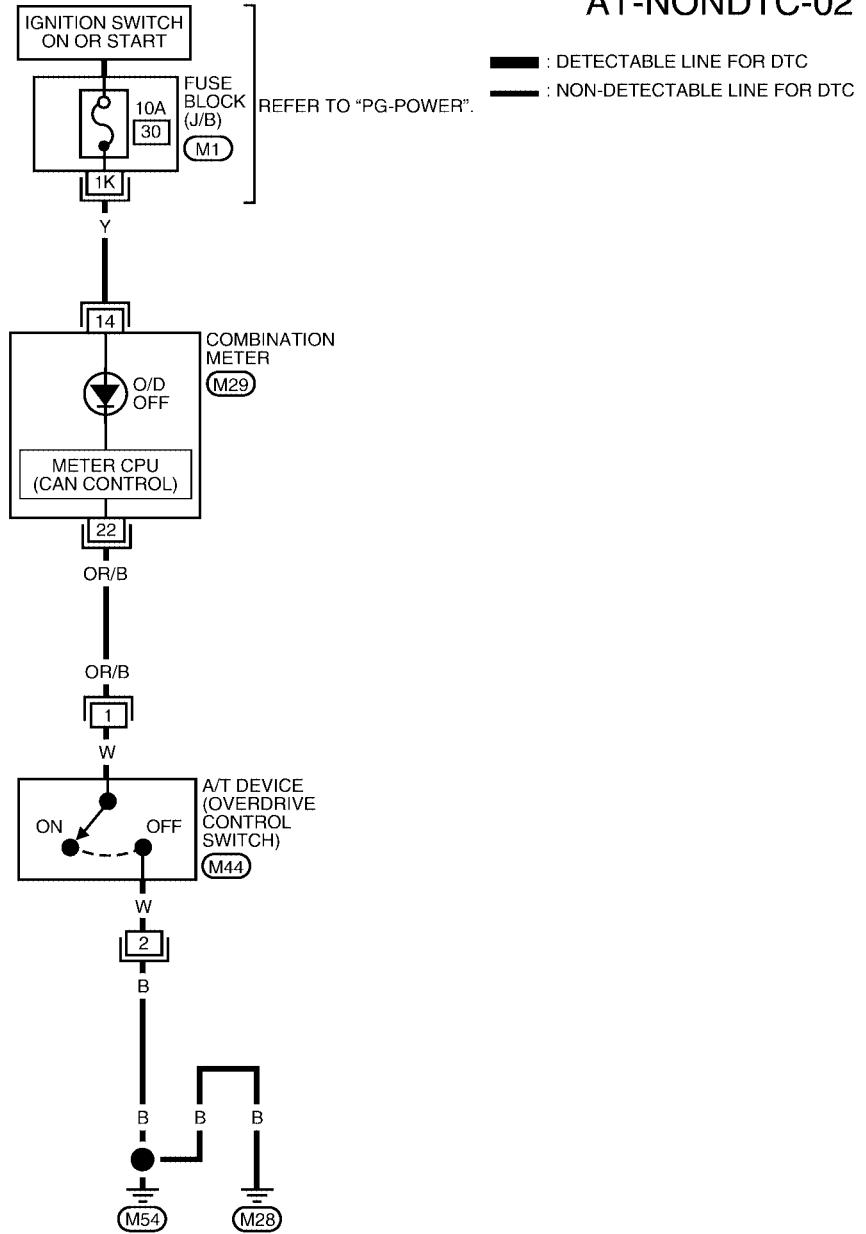 AT-NONDTC-02
IGNITION SWITCH
ON OR START
: DETECTABLE LINE FOR DTC
: NON-DETECTABLE LINE FOR DTC
10A
30
FUSE
BLOCK
(J/B)
M1
REFER TO “PG-POWER”.
1K
Y
14
COMBINATION
METER
M29
O/D
OFF
METER CPU
(CAN CONTROL)
22
OR/B
OR/B
1
W
A/T DEVICE
(OVERDRIVE
CONTROL
SWITCH)
M44
ON
OFF
W
2
B
B
B
B
M54
M28